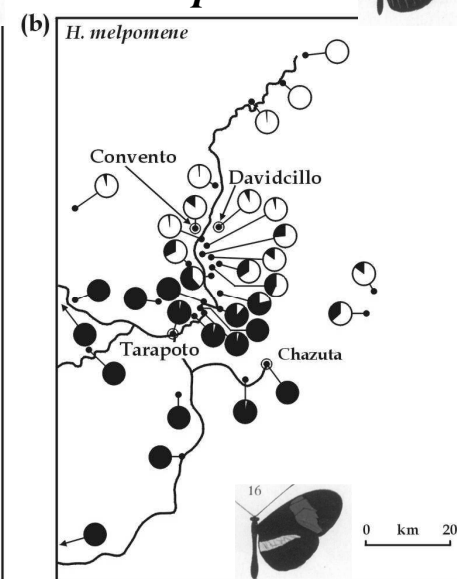 (b)
H. melpomene
Convento
Davidcillo
Tarapoto
Chazuta
16
0 km 20